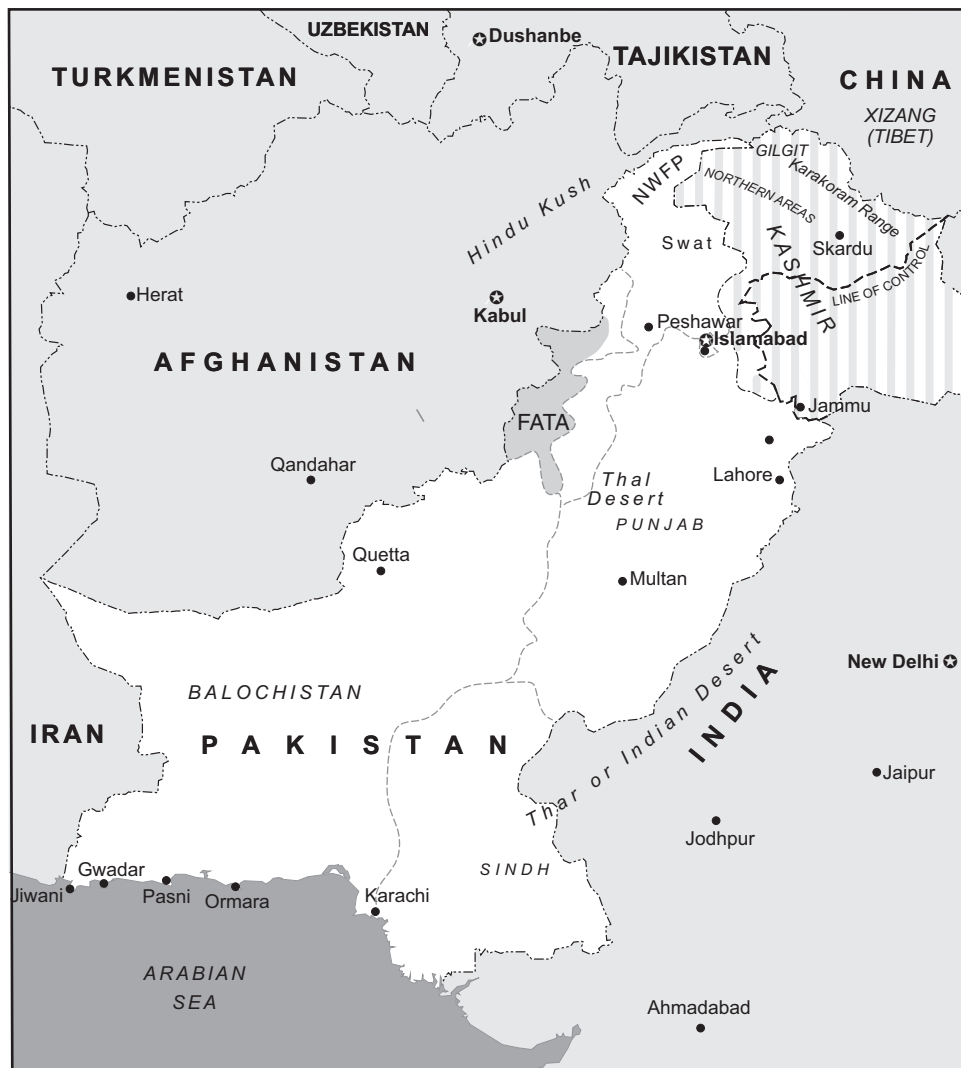 UZBEKISTAN
Dushanbe
TAJIKISTAN
TURKMENISTAN
CHINA
XIZANG
(TIBET)
GILGIT
Karakoram Range
NWFP
NORTHERN AREAS
Hindu Kush
Swat
Skardu
KASHMIR
LINE OF CONTROL
Herat
Kabul
Peshawar
Islamabad
AFGHANISTAN
Jammu
FATA
Qandahar
Lahore
Thal
Desert
PUNJAB
Quetta
Multan
New Delhi
BALOCHISTAN
Thar or Indian Desert
INDIA
IRAN
PAKISTAN
Jaipur
Jodhpur
SINDH
Gwadar
Jiwani
Pasni
Ormara
Karachi
ARABIAN
SEA
Ahmadabad